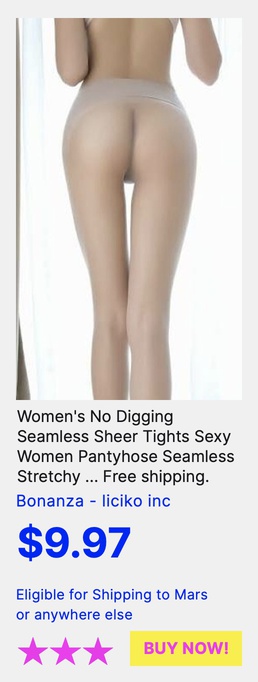 Women's No Digging
Seamless Sheer Tights Sexy
Women Pantyhose Seamless
Stretchy ... Free shipping.
Bonanza - liciko inc
$9.97
Eligible for Shipping to Mars
or anywhere else
BUY NOW!